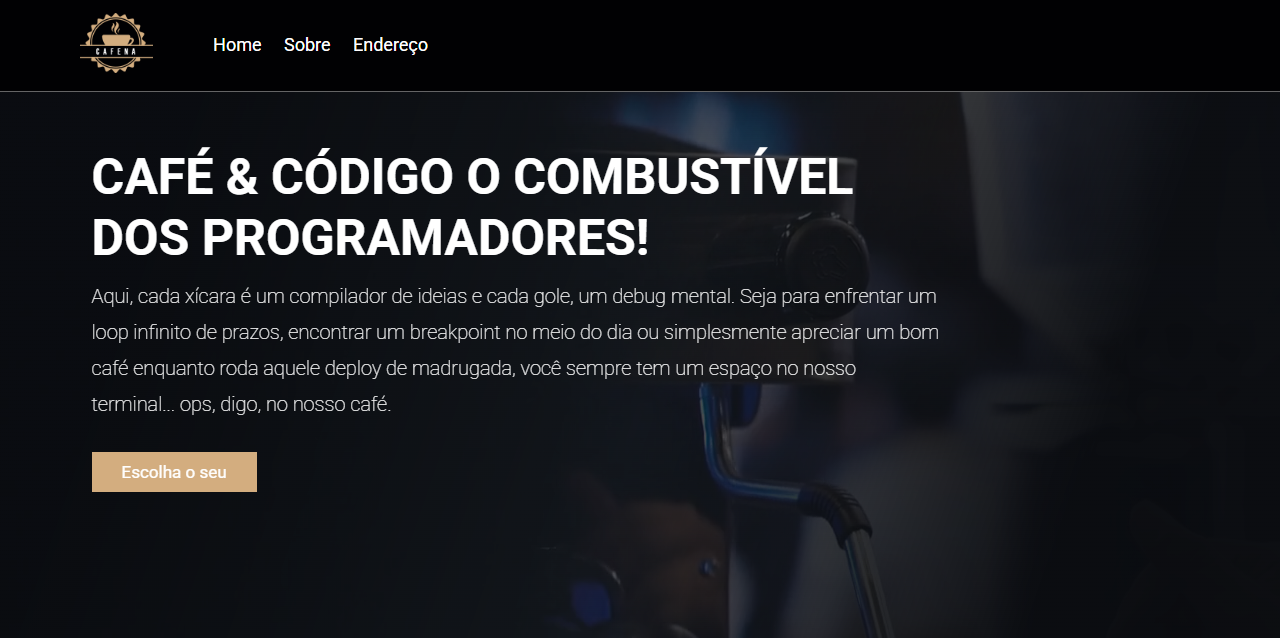 CAFENA
Home Sobre Endereço
CAFÉ & CÓDIGO O COMBUSTÍVEL
DOS PROGRAMADORES!
Aqui, cada xícara é um compilador de ideias e cada gole, um debug mental. Seja para enfrentar um
loop infinito de prazos, encontrar um breakpoint no meio do dia ou simplesmente apreciar um bom
café enquanto roda aquele deploy de madrugada, você sempre tem um espaço no nosso
terminal... ops, digo, no nosso café.
Escolha o seu